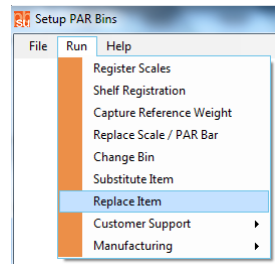 Setup PAR Bins
File Run Help
Register Scales
Shelf Registration
Capture Reference Weight
Replace Scale / PAR Bar
Change Bin
Substitute Item
Replace Item
Customer Support
Manufacturing